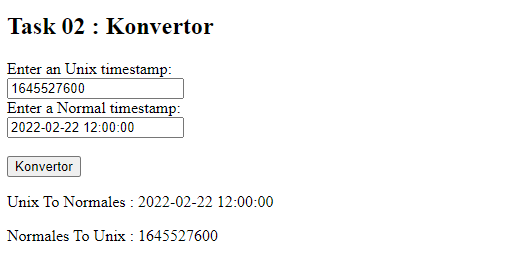 Task 02 : Konvertor
Enter an Unix timestamp:
1645527600
Enter a Normal timestamp:
2022-02-22 12:00:00
Konvertor
Unix To Normales : 2022-02-22 12:00:00
Normales To Unix : 1645527600